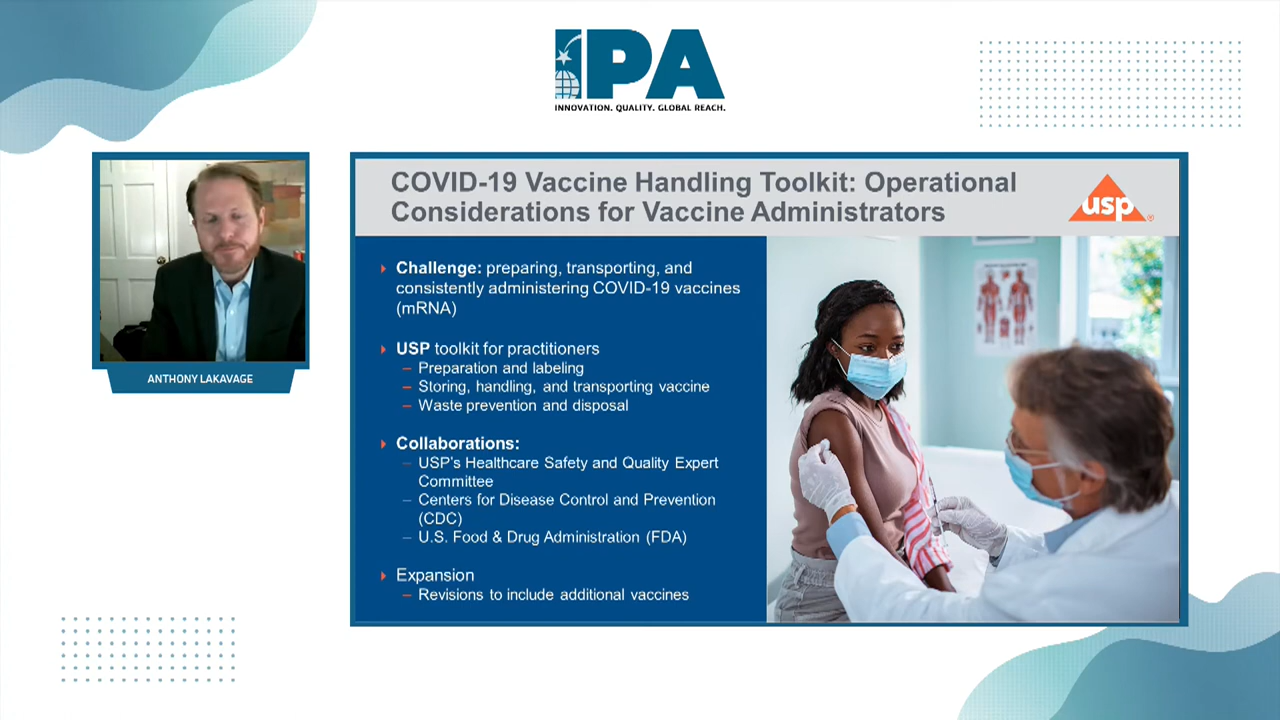 IPA
INNOVATION. QUALITY. GLOBAL REACH.
ANTHONY LAKAVAGE
COVID-19 Vaccine Handling Toolkit: Operational
Considerations for Vaccine Administrators
usp®
Challenge: preparing, transporting, and
consistently administering COVID-19 vaccines
(mRNA)
USP toolkit for practitioners
– Preparation and labeling
– Storing, handling, and transporting vaccine
– Waste prevention and disposal
Collaborations:
– USP's Healthcare Safety and Quality Expert
Committee
– Centers for Disease Control and Prevention
(CDC)
– U.S. Food & Drug Administration (FDA)
Expansion
– Revisions to include additional vaccines